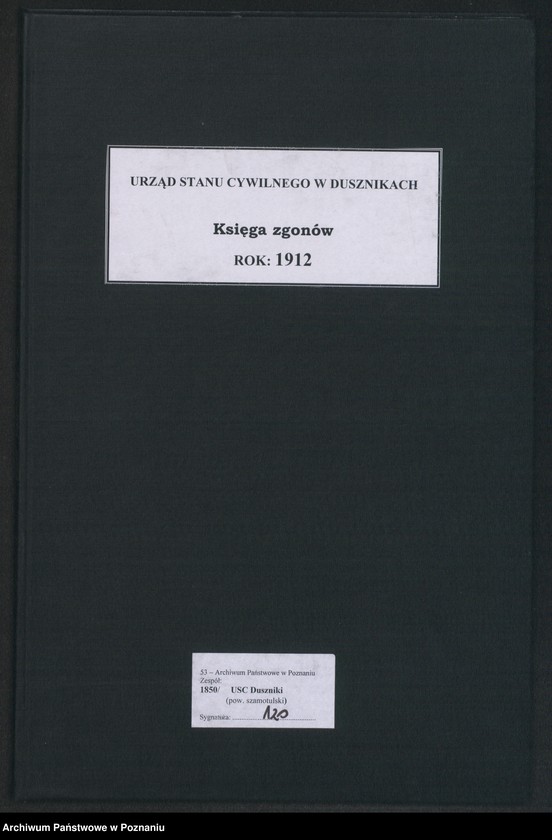 URZĄD STANU CYWILNEGO W DUSZNIKACH
Księga zgonów
ROK: 1912
53 – Archiwum Państwowe w Poznaniu
Zespół:
1850/ USC Duszniki
(pow. szamotulski)
Sygnatura: 120
Archiwum Państwowe w Poznaniu